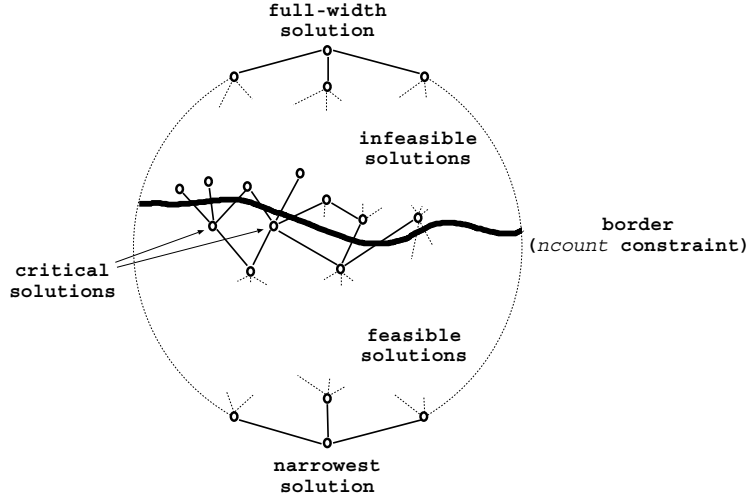 full-width
solution
infeasible
solutions
border
(ncount constraint)
critical
solutions
feasible
solutions
narrowest
solution